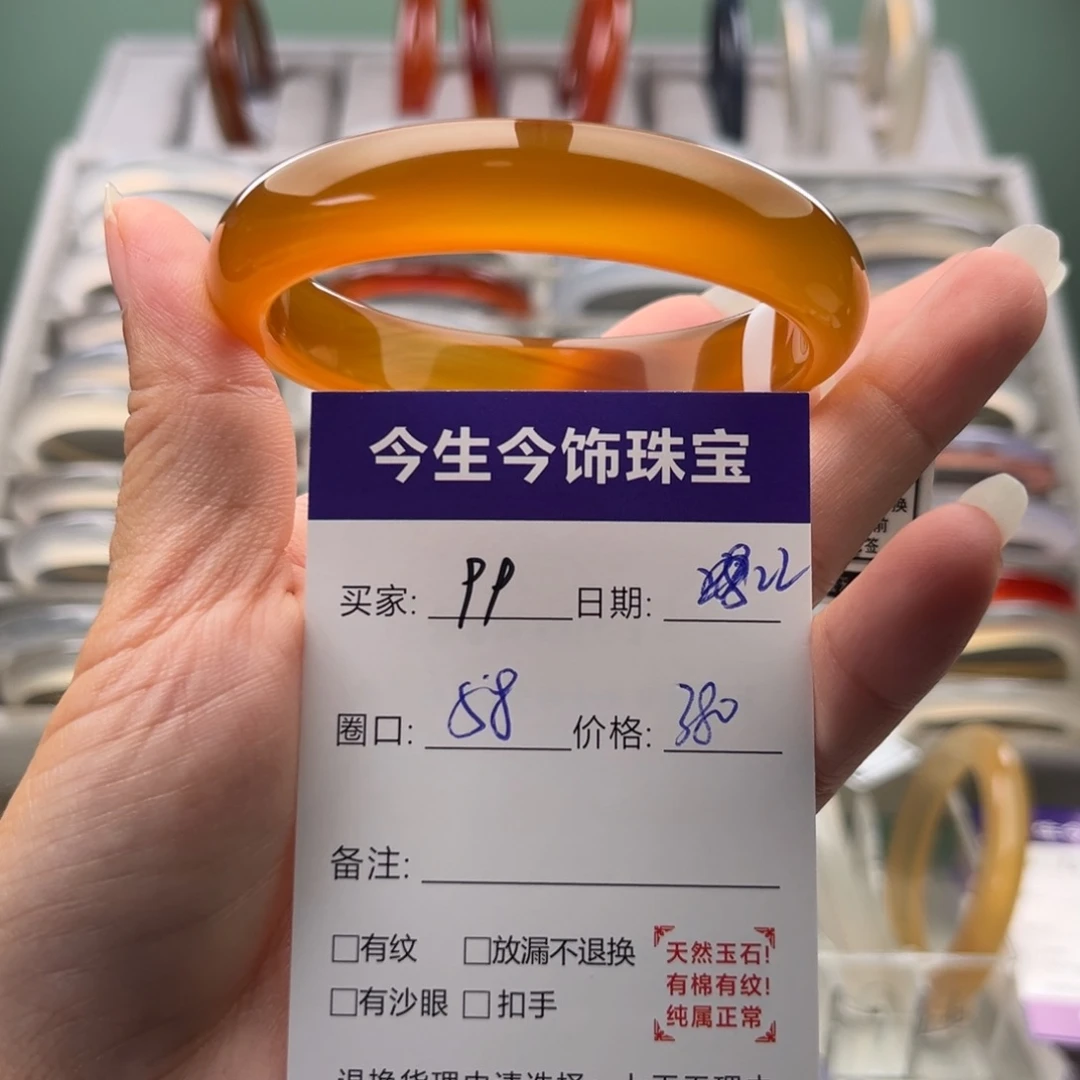 今生今饰珠宝
买家: PP 日期: 22
圈口: 58 价格: 380
备注:
□有纹 □放漏不退换
□有沙眼 □扣手
天然玉石!
有棉有纹!
纯属正常